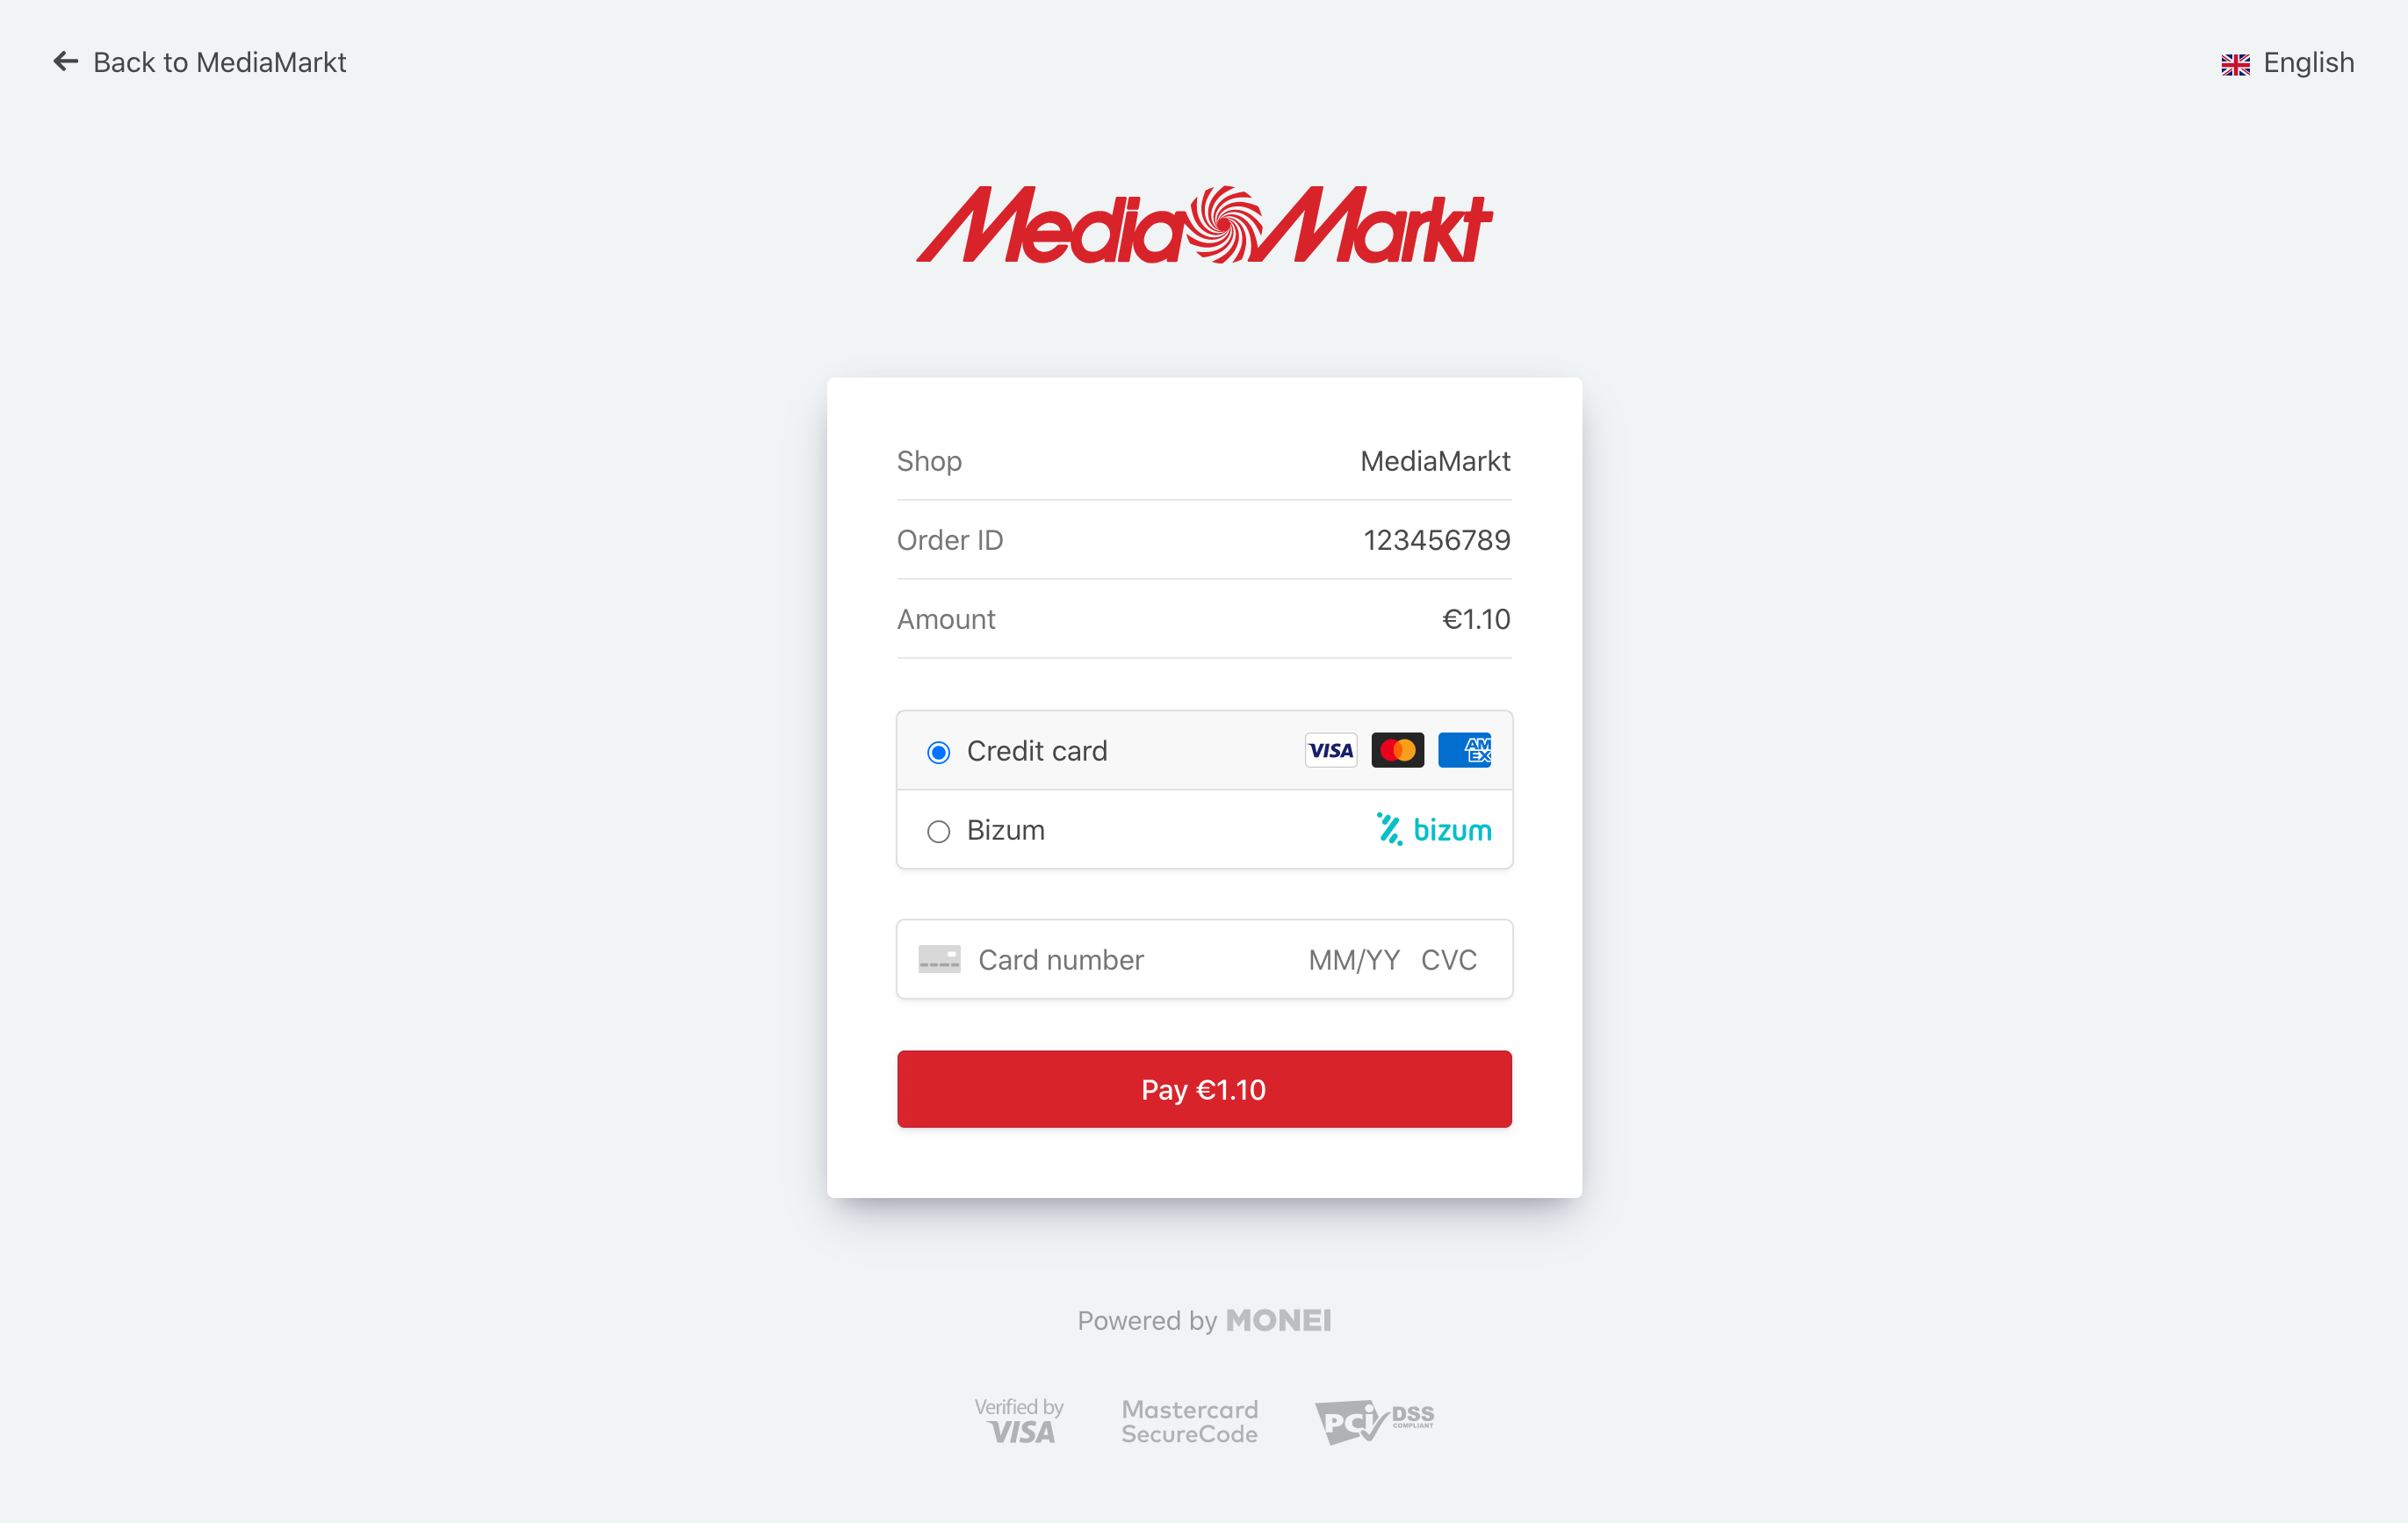 Back to MediaMarkt
English
MediaMarkt
Shop MediaMarkt
Order ID 123456789
Amount €1.10
Credit card VISA AM EX
Bizum bizum
Card number MM/YY CVC
Pay €1.10
Powered by MONEI
Verified by VISA
Mastercard SecureCode
PCI DSS COMPLIANT